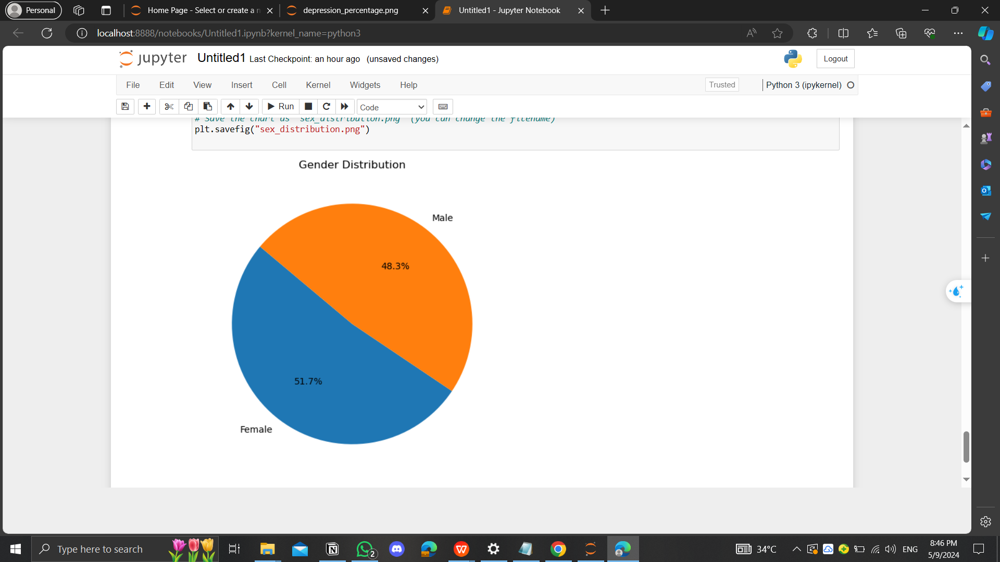 Personal
Home Page - Select or create a n
depression_percentage.png
Untitled1 - Jupyter Notebook
localhost:8888/notebooks/Untitled1.ipynb?kernel_name=python3
jupyter Untitled1 Last Checkpoint: an hour ago (unsaved changes)
Logout
File Edit View Insert Cell Kernel Widgets Help
Trusted
Python 3 (ipykernel)
Run
Code
# Save the chart as "sex_distribution.png" (you can change the filename)
plt.savefig("sex_distribution.png")
Gender Distribution
Male
48.3%
51.7%
Female
Type here to search
2
34°C
ENG
8:46 PM
5/9/2024